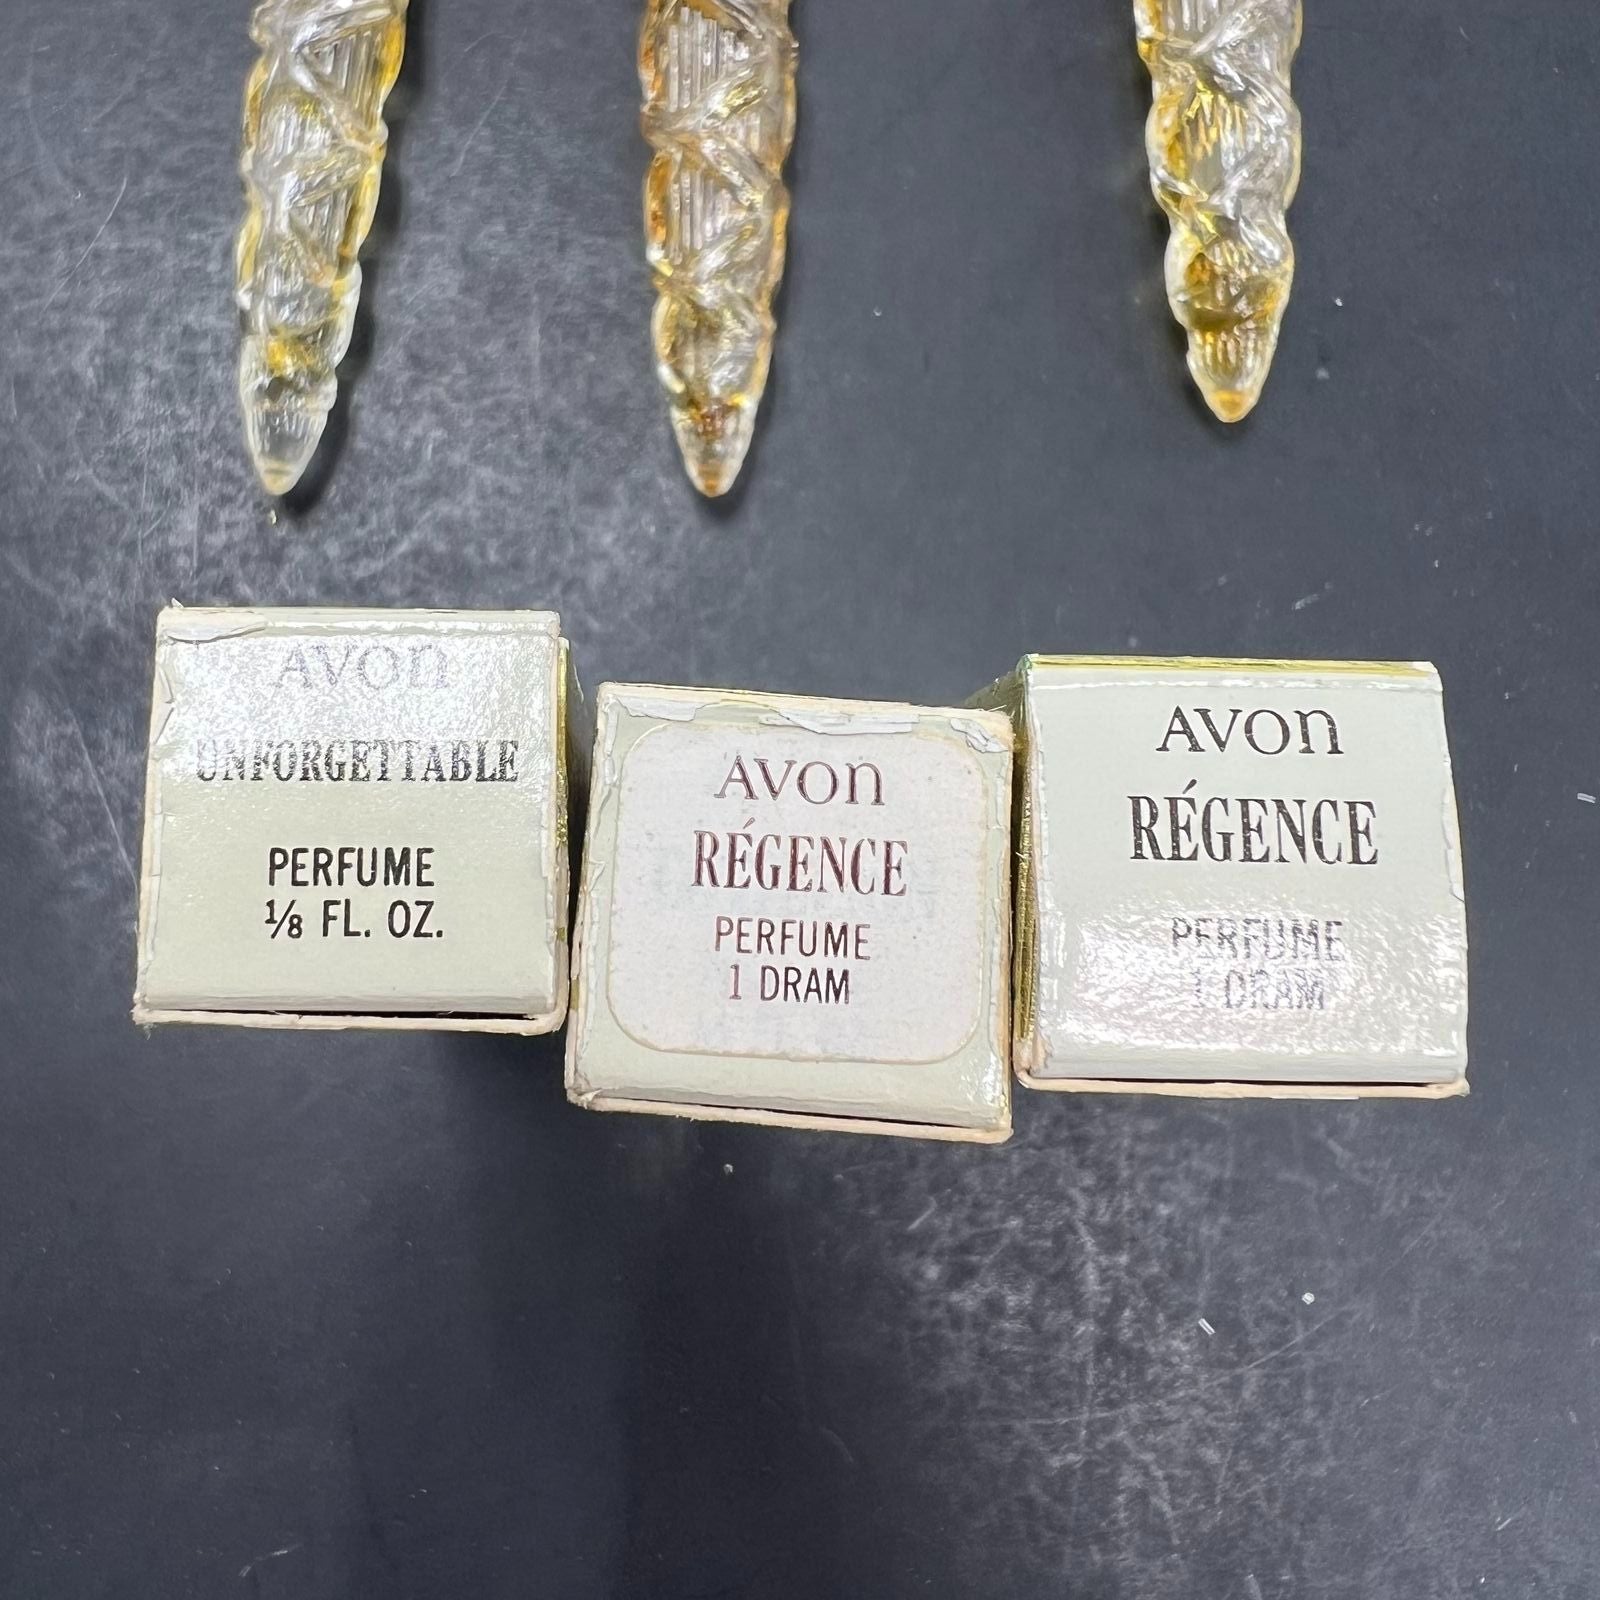 AVON
UNFORGETTABLE
PERFUME
⅛ FL. OZ.
AVON
RÉGENCE
PERFUME
1 DRAM
AVON
RÉGENCE
PERFUME
1 DRAM